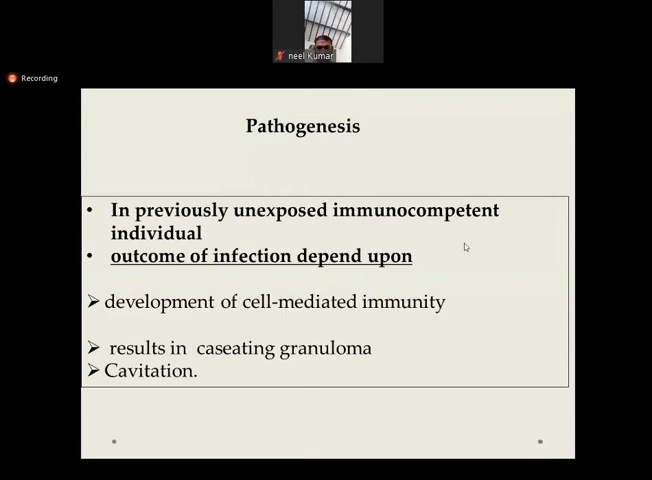 neel Kumar
Recording
Pathogenesis
• In previously unexposed immunocompetent
individual
• outcome of infection depend upon
➢ development of cell-mediated immunity
➢ results in caseating granuloma
➢ Cavitation.